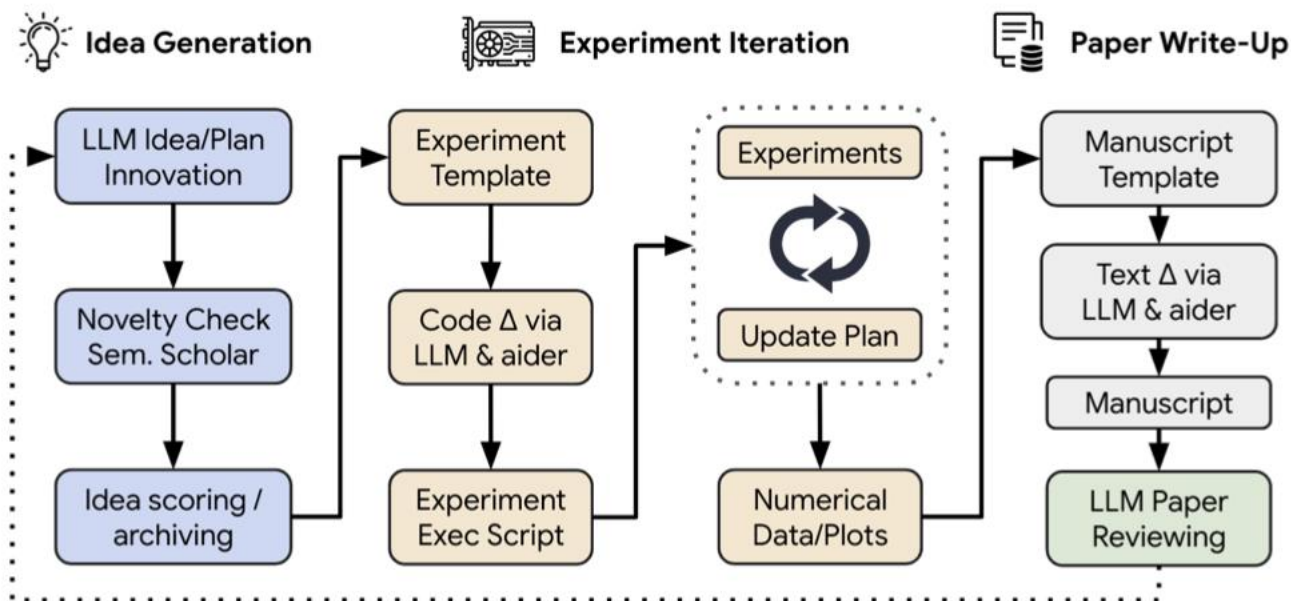 Idea Generation
Experiment Iteration
Paper Write-Up
LLM Idea/Plan
Innovation
Novelty Check
Sem. Scholar
Idea scoring /
archiving
Experiment
Template
Code Δ via
LLM & aider
Experiment
Exec Script
Experiments
Update Plan
Numerical
Data/Plots
Manuscript
Template
Text Δ via
LLM & aider
Manuscript
LLM Paper
Reviewing